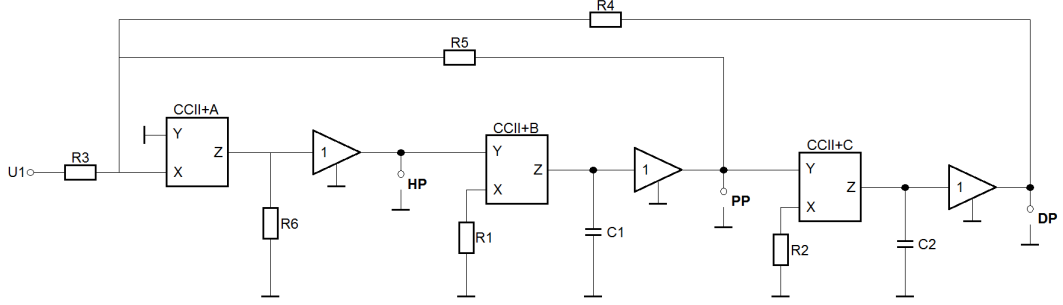 R4
R5
CCII+A
Y
Z
X
U1
R3
1
HP
R6
CCII+B
Y
Z
X
R1
C1
1
PP
CCII+C
Y
Z
X
R2
C2
1
DP